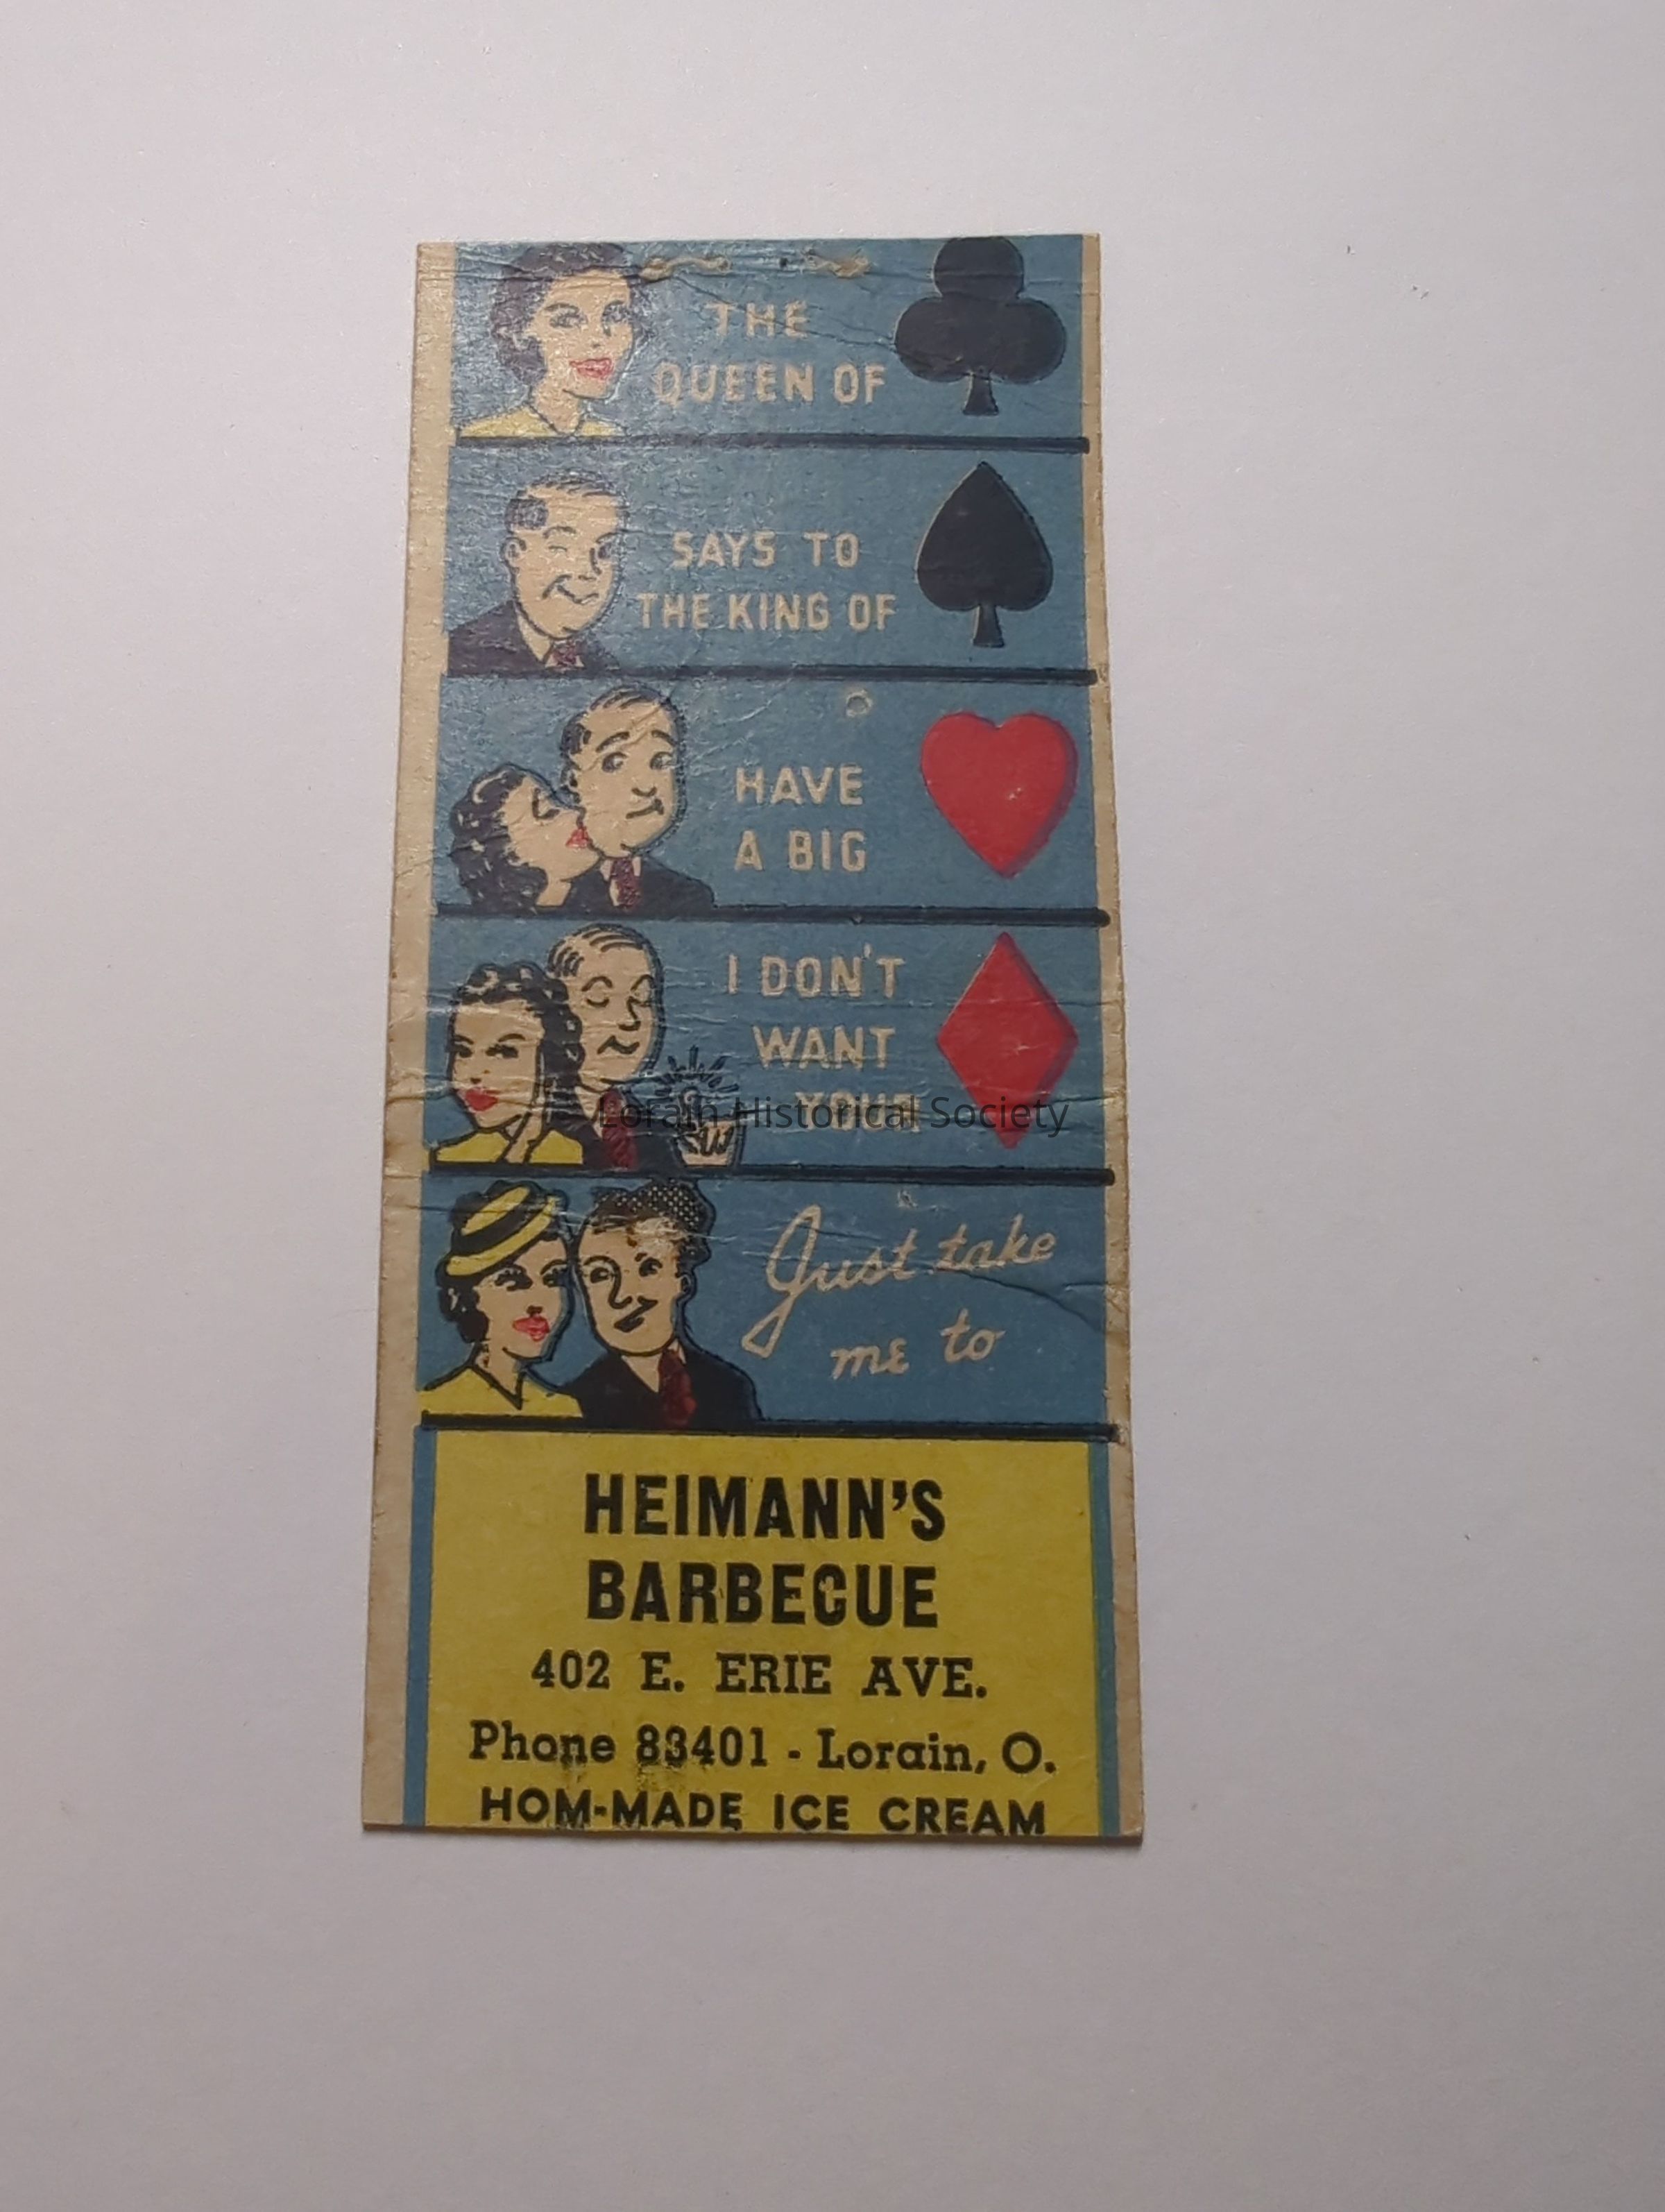 THE
QUEEN OF
SAYS TO
THE KING OF
HAVE
A BIG
I DON'T
WANT
YOUR
Lorain Historical Society
Just take
me to
HEIMANN'S
BARBECUE
402 E. ERIE AVE.
Phone 83401 - Lorain, O.
HOM-MADE ICE CREAM